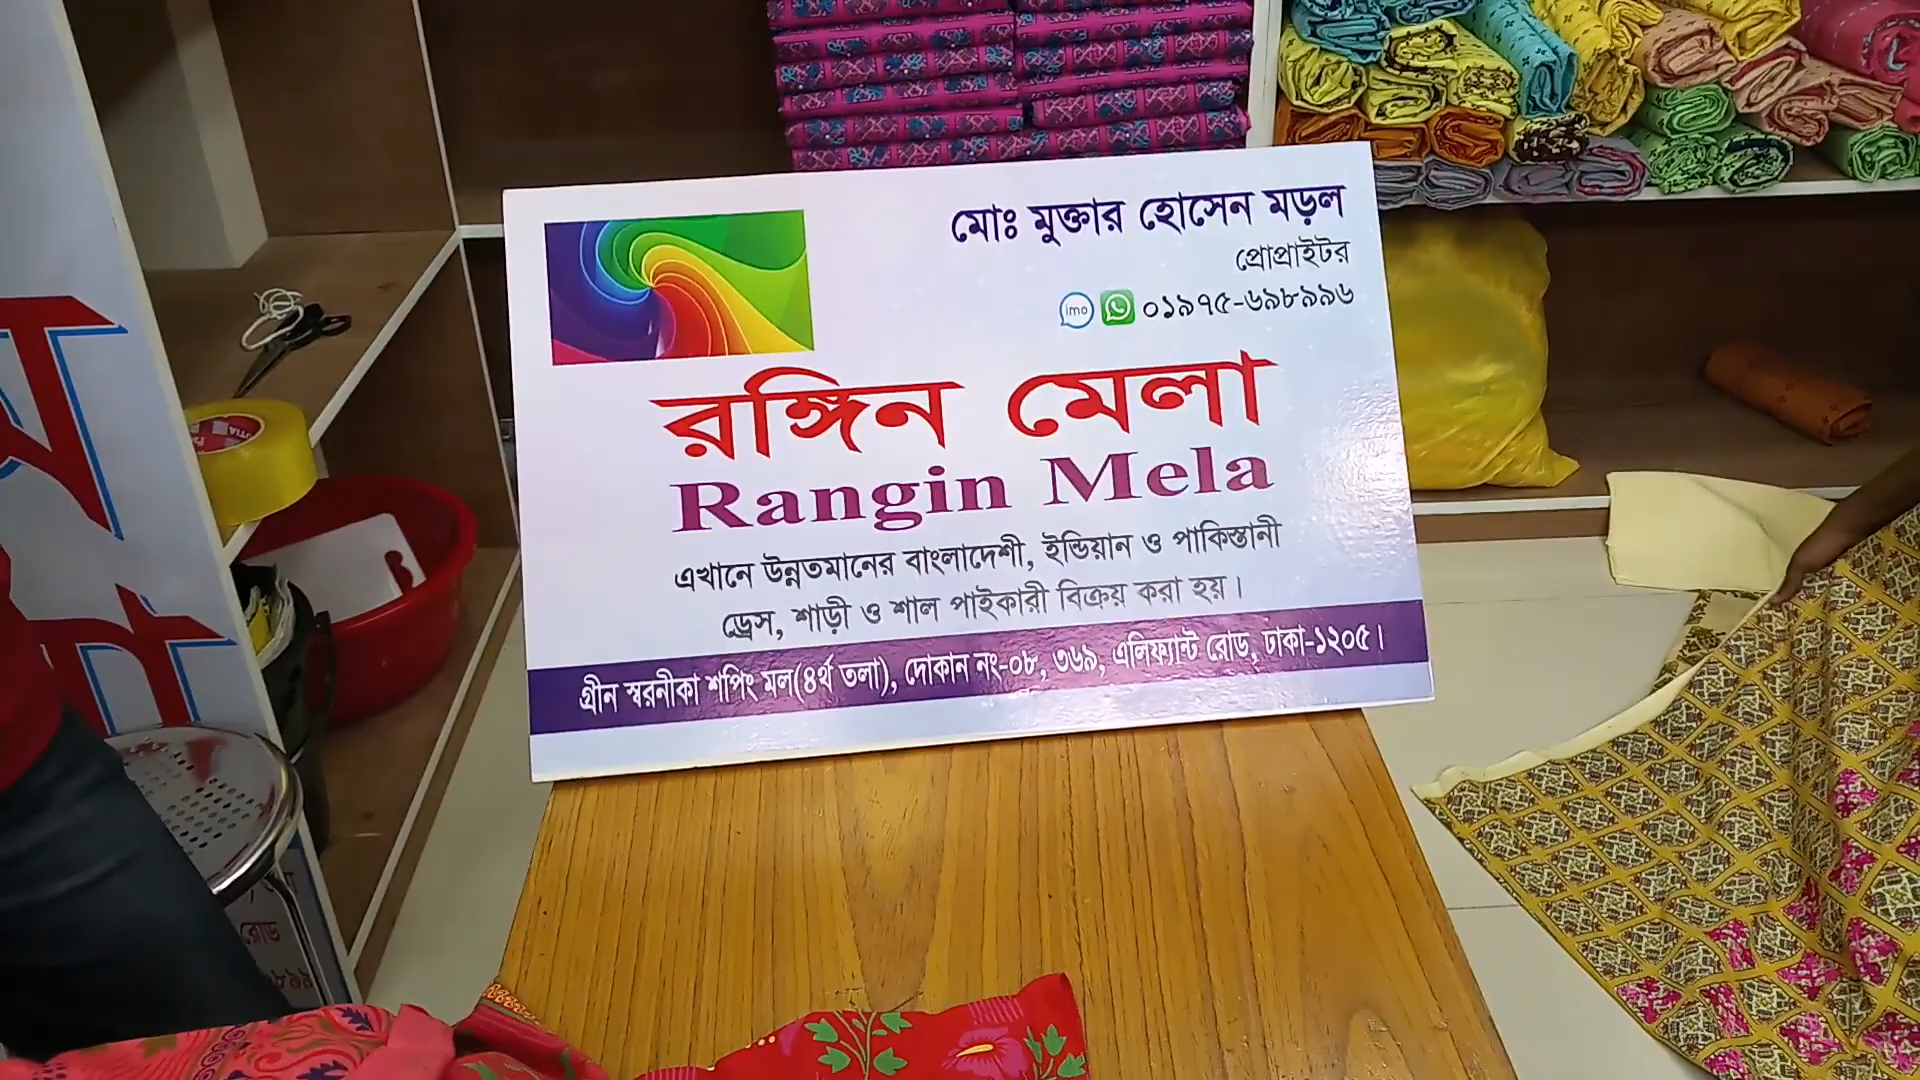 মোঃ মুক্তার হোসেন মড়ল
প্রোপ্রাইটর
imo ০১৯৭৫-৬৯৮৯৯৬
রঙ্গিন মেলা
Rangin Mela
এখানে উন্নতমানের বাংলাদেশী, ইন্ডিয়ান ও পাকিস্তানী
ড্রেস, শাড়ী ও শাল পাইকারী বিক্রয় করা হয়।
গ্রীন স্বরনীকা শপিং মল(৪র্থ তলা), দোকান নং-০৮, ৩৬৯, এলিফ্যান্ট রোড, ঢাকা-১২০৫।
রোড